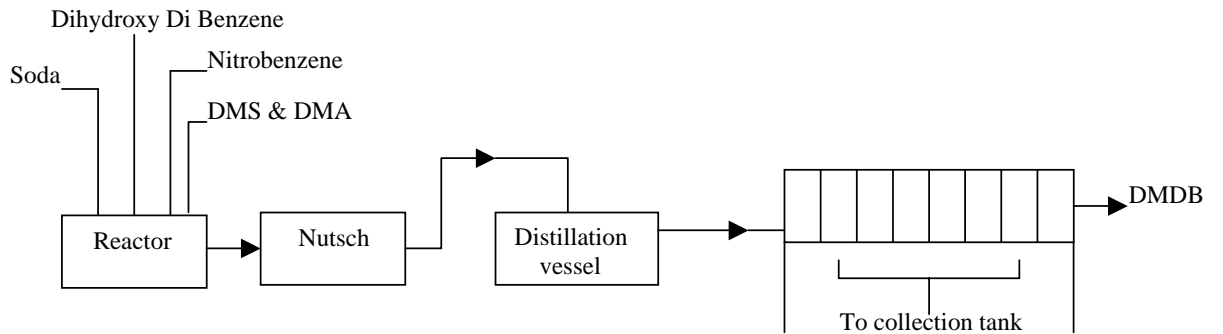 Dihydroxy Di Benzene
Nitrobenzene
Soda
DMS & DMA
DMDB
Reactor
Nutsch
Distillation
vessel
To collection tank